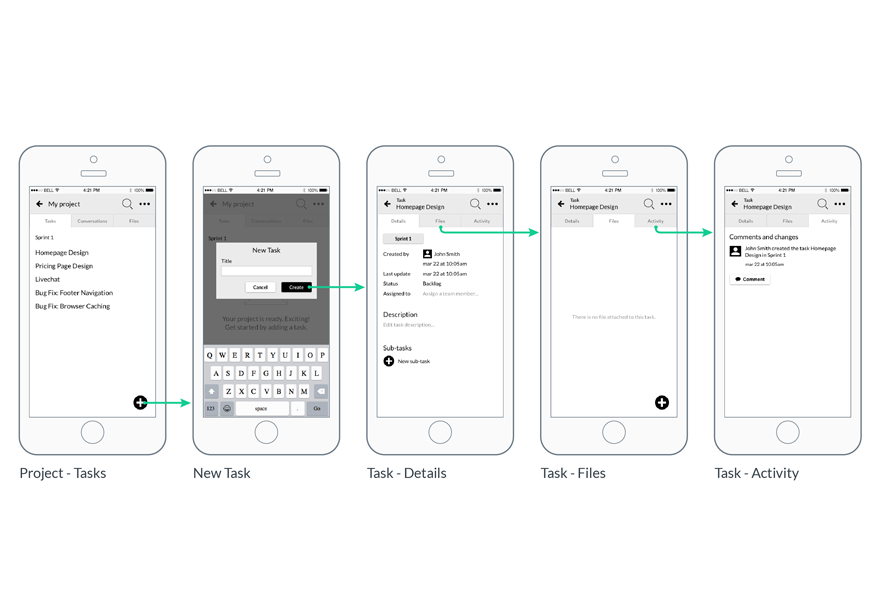 BELL 4:21 PM 100%
My project
Tasks Conversations Files
Sprint 1
Homepage Design
Pricing Page Design
Livechat
Bug Fix: Footer Navigation
Bug Fix: Browser Caching
Project - Tasks
BELL 4:21 PM 100%
My project
Tasks Conversations Files
Sprint 1
New Task
Title
Cancel Create
Your project is ready. Exciting!
Get started by adding a task
Q W E R T Y U I O P
A S D F G H J K L
Z X C V B N M
123 space . Go
New Task
BELL 4:21 PM 100%
Task
Homepage Design
Details Files Activity
Sprint 1
Created by John Smith
mar 22 at 10:05am
Last update mar 22 at 10:05am
Status Backlog
Assigned to Assign a team member...
Description
Edit task description...
Sub-tasks
New sub-task
Task - Details
BELL 4:21 PM 100%
Task
Homepage Design
Details Files Activity
There is no file attached to this task.
Task - Files
BELL 4:21 PM 100%
Task
Homepage Design
Details Files Activity
Comments and changes
John Smith created the task Homepage
Design in Sprint 1
mar 22 at 10:05am
Comment
Task - Activity